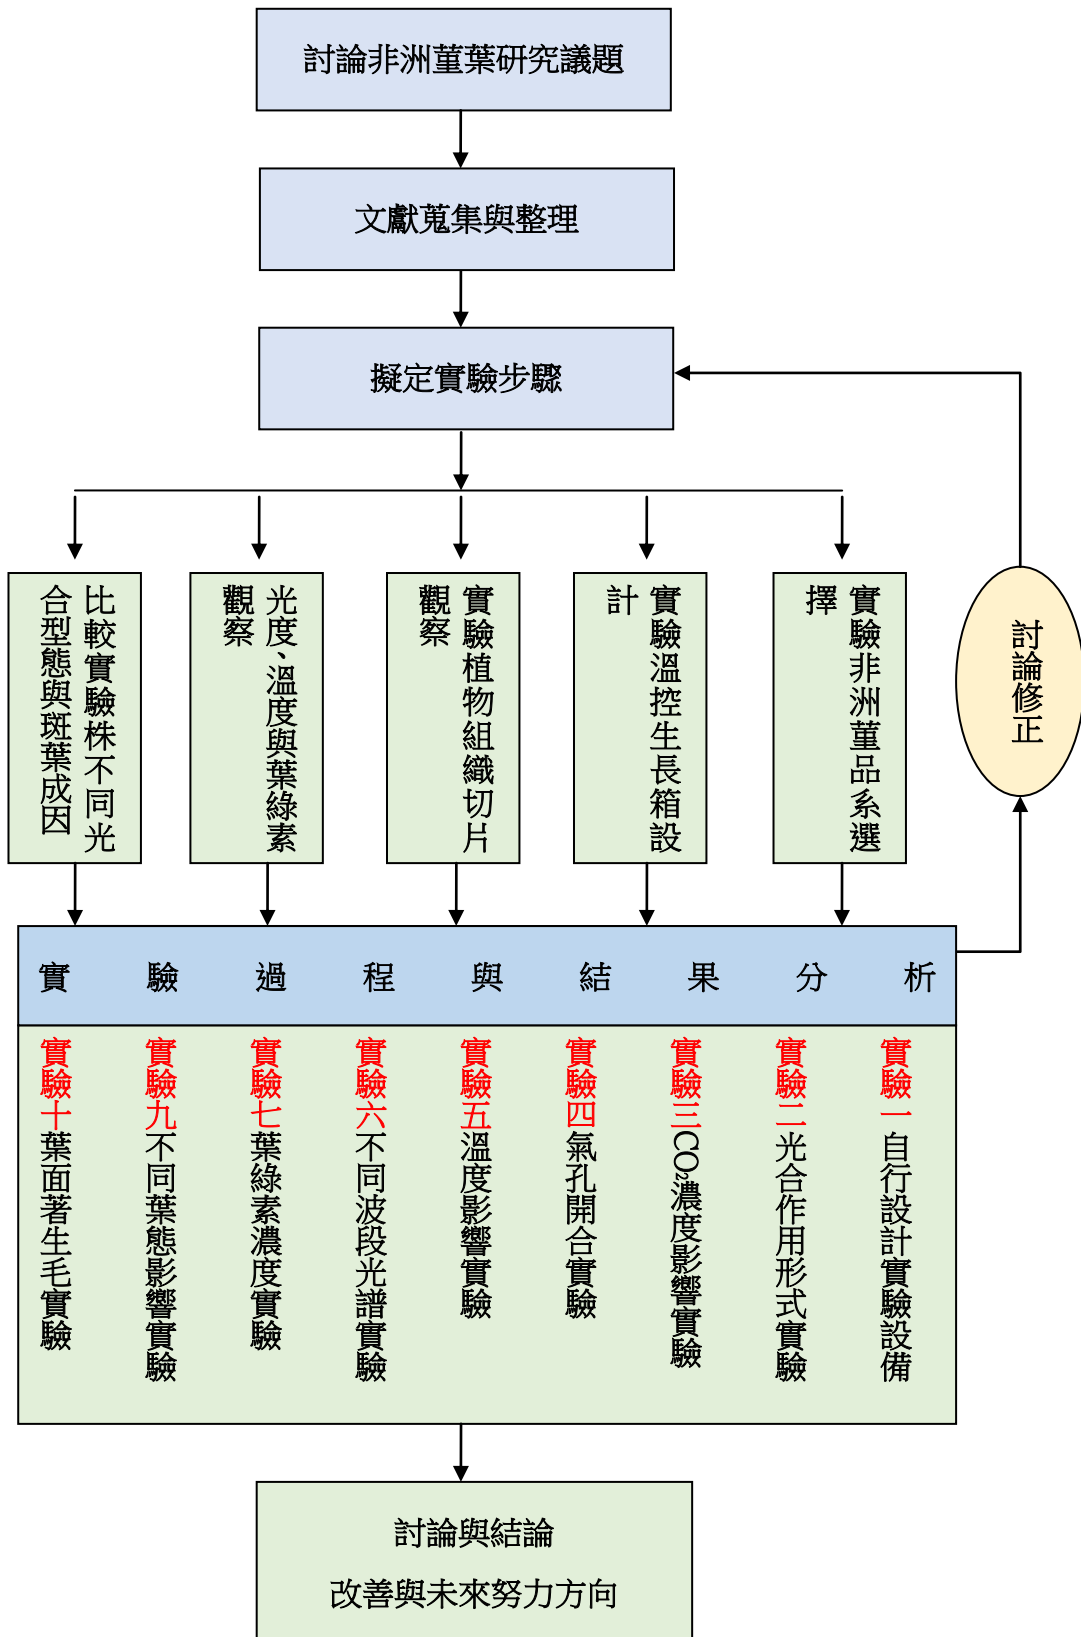 討論非洲菫葉研究議題
文獻蒐集與整理
擬定實驗步驟
實驗非洲菫品系選
擇
實驗溫控生長箱設
計
實驗植物組織切片
觀察
光度、溫度與葉綠素
觀察
比較實驗株不同光
合型態與斑葉成因
討論修正
實驗過程與結果分析
實驗一自行設計實驗設備
實驗二光合作用形式實驗
實驗三CO₂濃度影響實驗
實驗四氣孔開合實驗
實驗五溫度影響實驗
實驗六不同波段光譜實驗
實驗七葉綠素濃度實驗
實驗九不同葉態影響實驗
實驗十葉面著生毛實驗
討論與結論
改善與未來努力方向